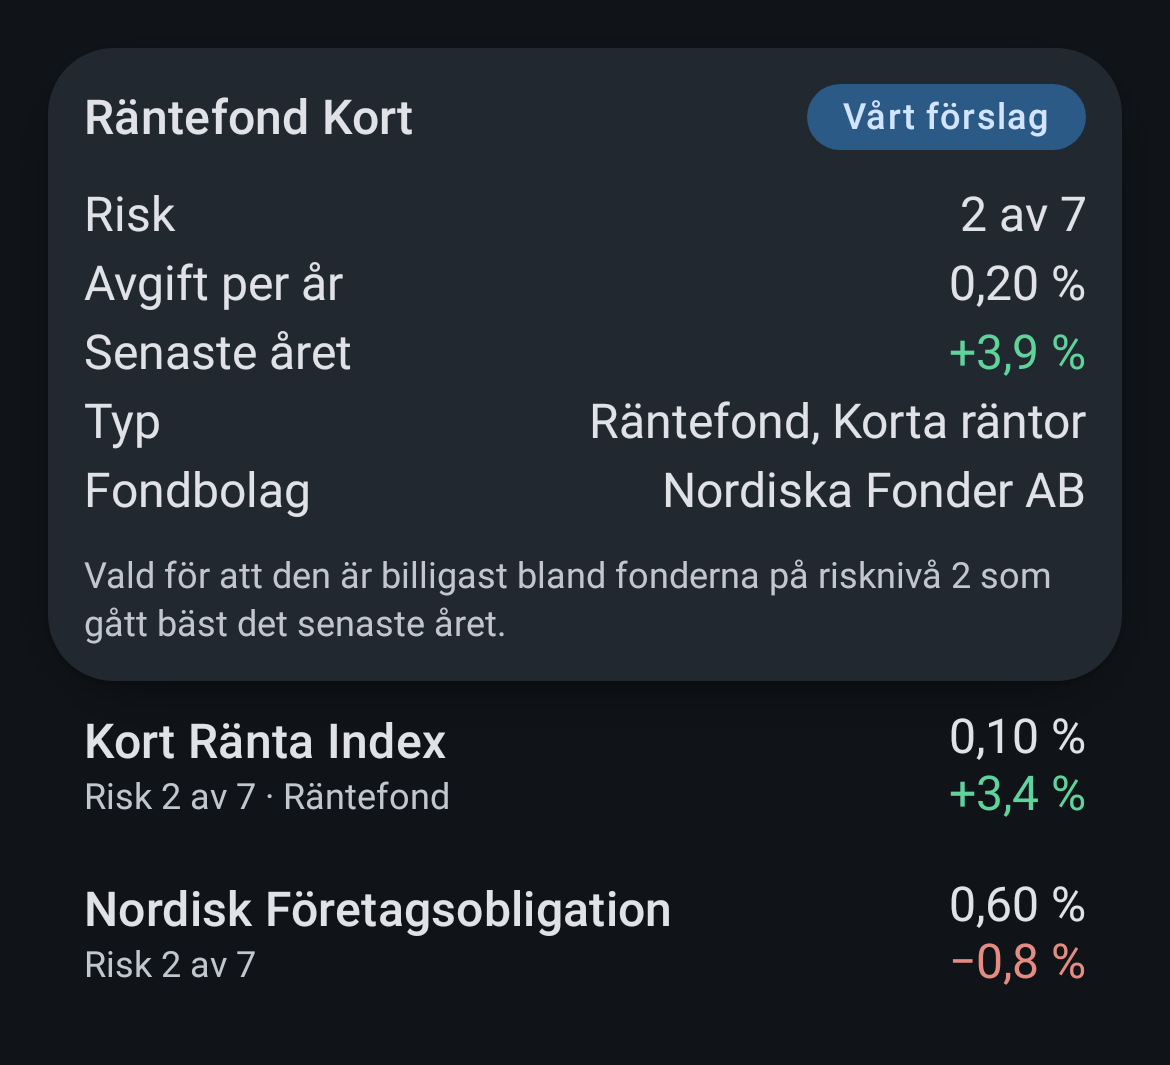 Räntefond Kort
Vårt förslag
Risk 2 av 7
Avgift per år 0,20 %
Senaste året +3,9 %
Typ Räntefond, Korta räntor
Fondbolag Nordiska Fonder AB
Vald för att den är billigast bland fonderna på risknivå 2 som
gått bäst det senaste året.
Kort Ränta Index 0,10 %
Risk 2 av 7 · Räntefond +3,4 %
Nordisk Företagsobligation 0,60 %
Risk 2 av 7 −0,8 %